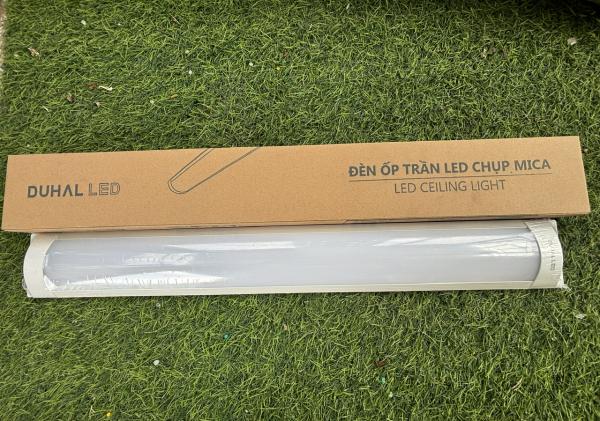 DUHAL LED
ĐÈN ỐP TRẦN LED CHỤP MICA
LED CEILING LIGHT